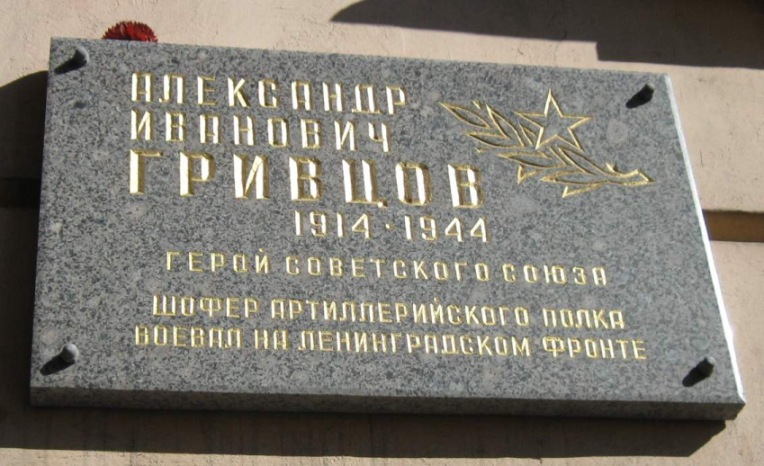 АЛЕКСАНДР
ИВАНОВИЧ
ГРИВЦОВ
1914 · 1944
ГЕРОЙ СОВЕТСКОГО СОЮЗА
ШОФЕР АРТИЛЛЕРИЙСКОГО ПОЛКА
ВОЕВАЛ НА ЛЕНИНГРАДСКОМ ФРОНТЕ